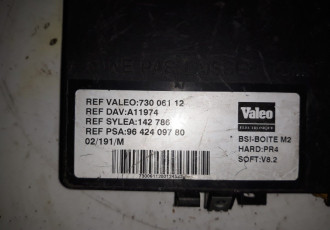 REF VALEO:730 061 12
REF DAV:A11974
REF SYLEA:142 786
REF PSA:96 424 097 80
02/191/M
Valeo
ELECTRONIQUE
BSI-BOITE M2
HARD:PR4
SOFT:V8.2